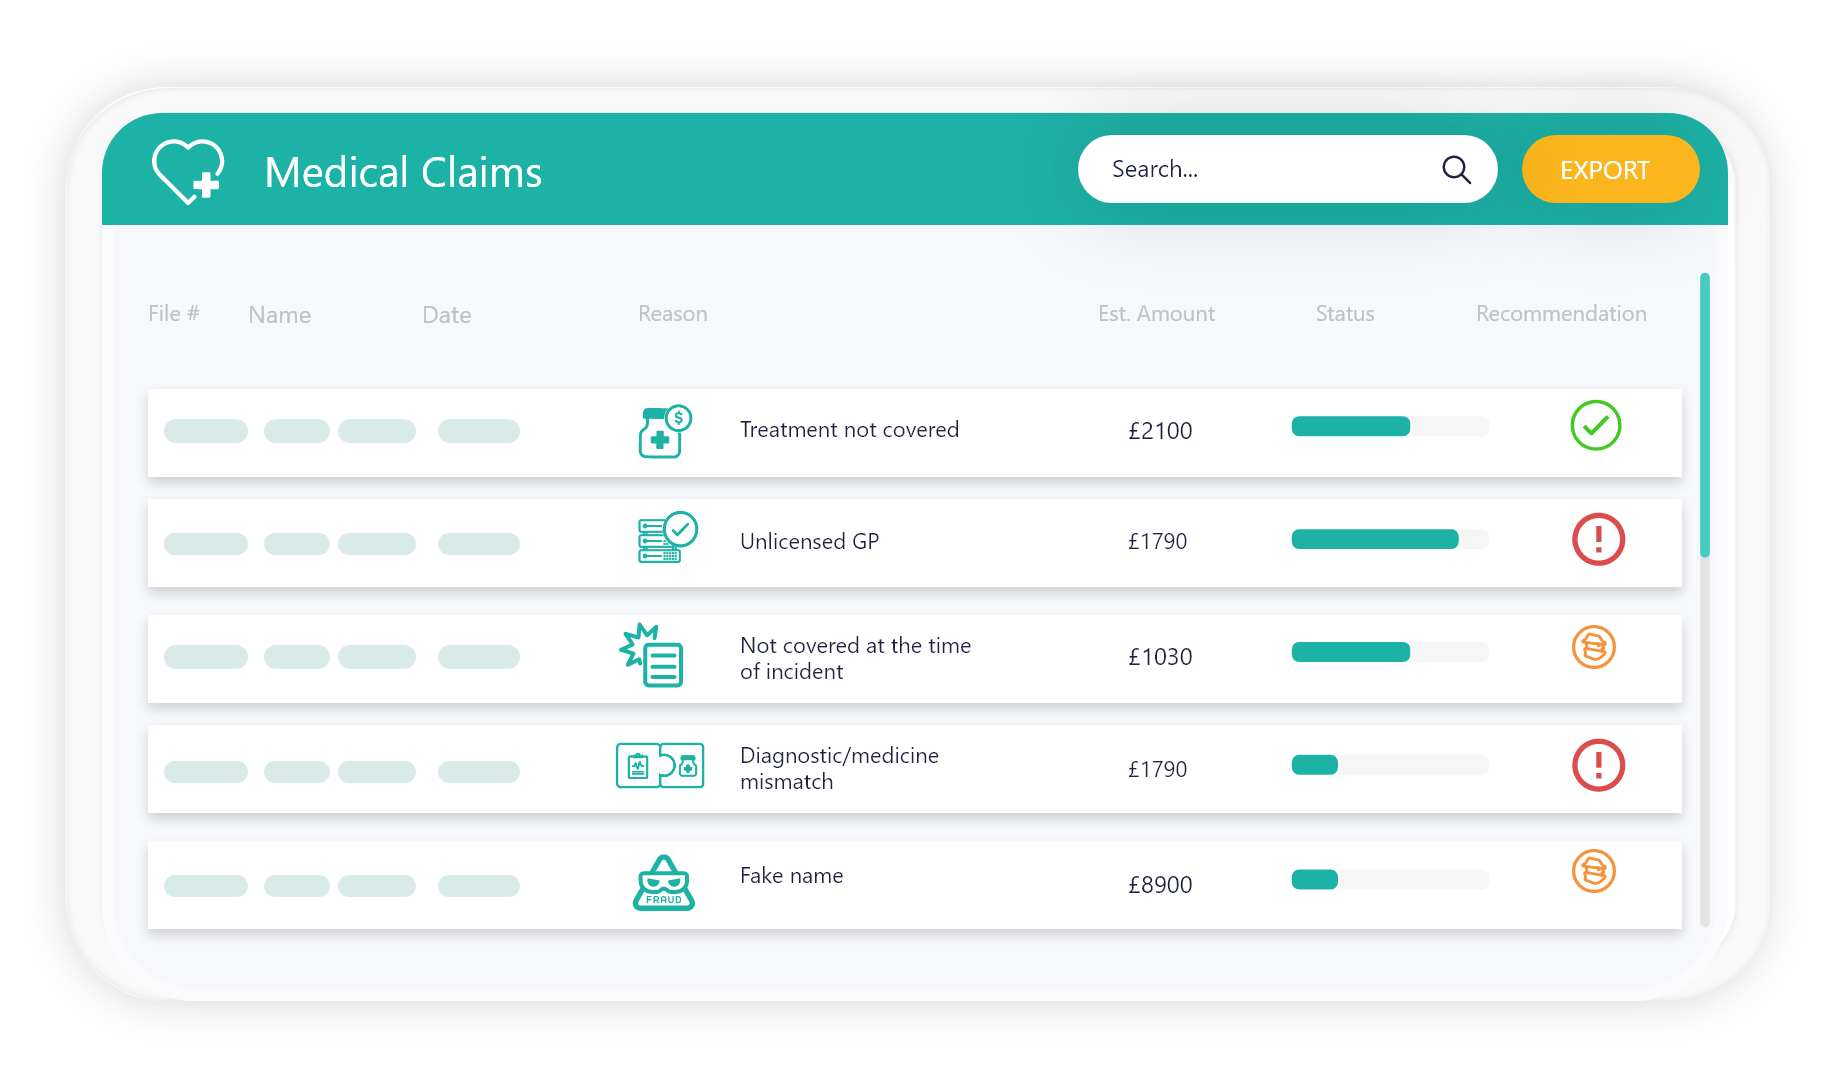 Medical Claims
Search...
EXPORT
File #
Name
Date
Reason
Est. Amount
Status
Recommendation
$
Treatment not covered
£2100
Unlicensed GP
£1790
Not covered at the time
of incident
£1030
Diagnostic/medicine
mismatch
£1790
FRAUD
Fake name
£8900